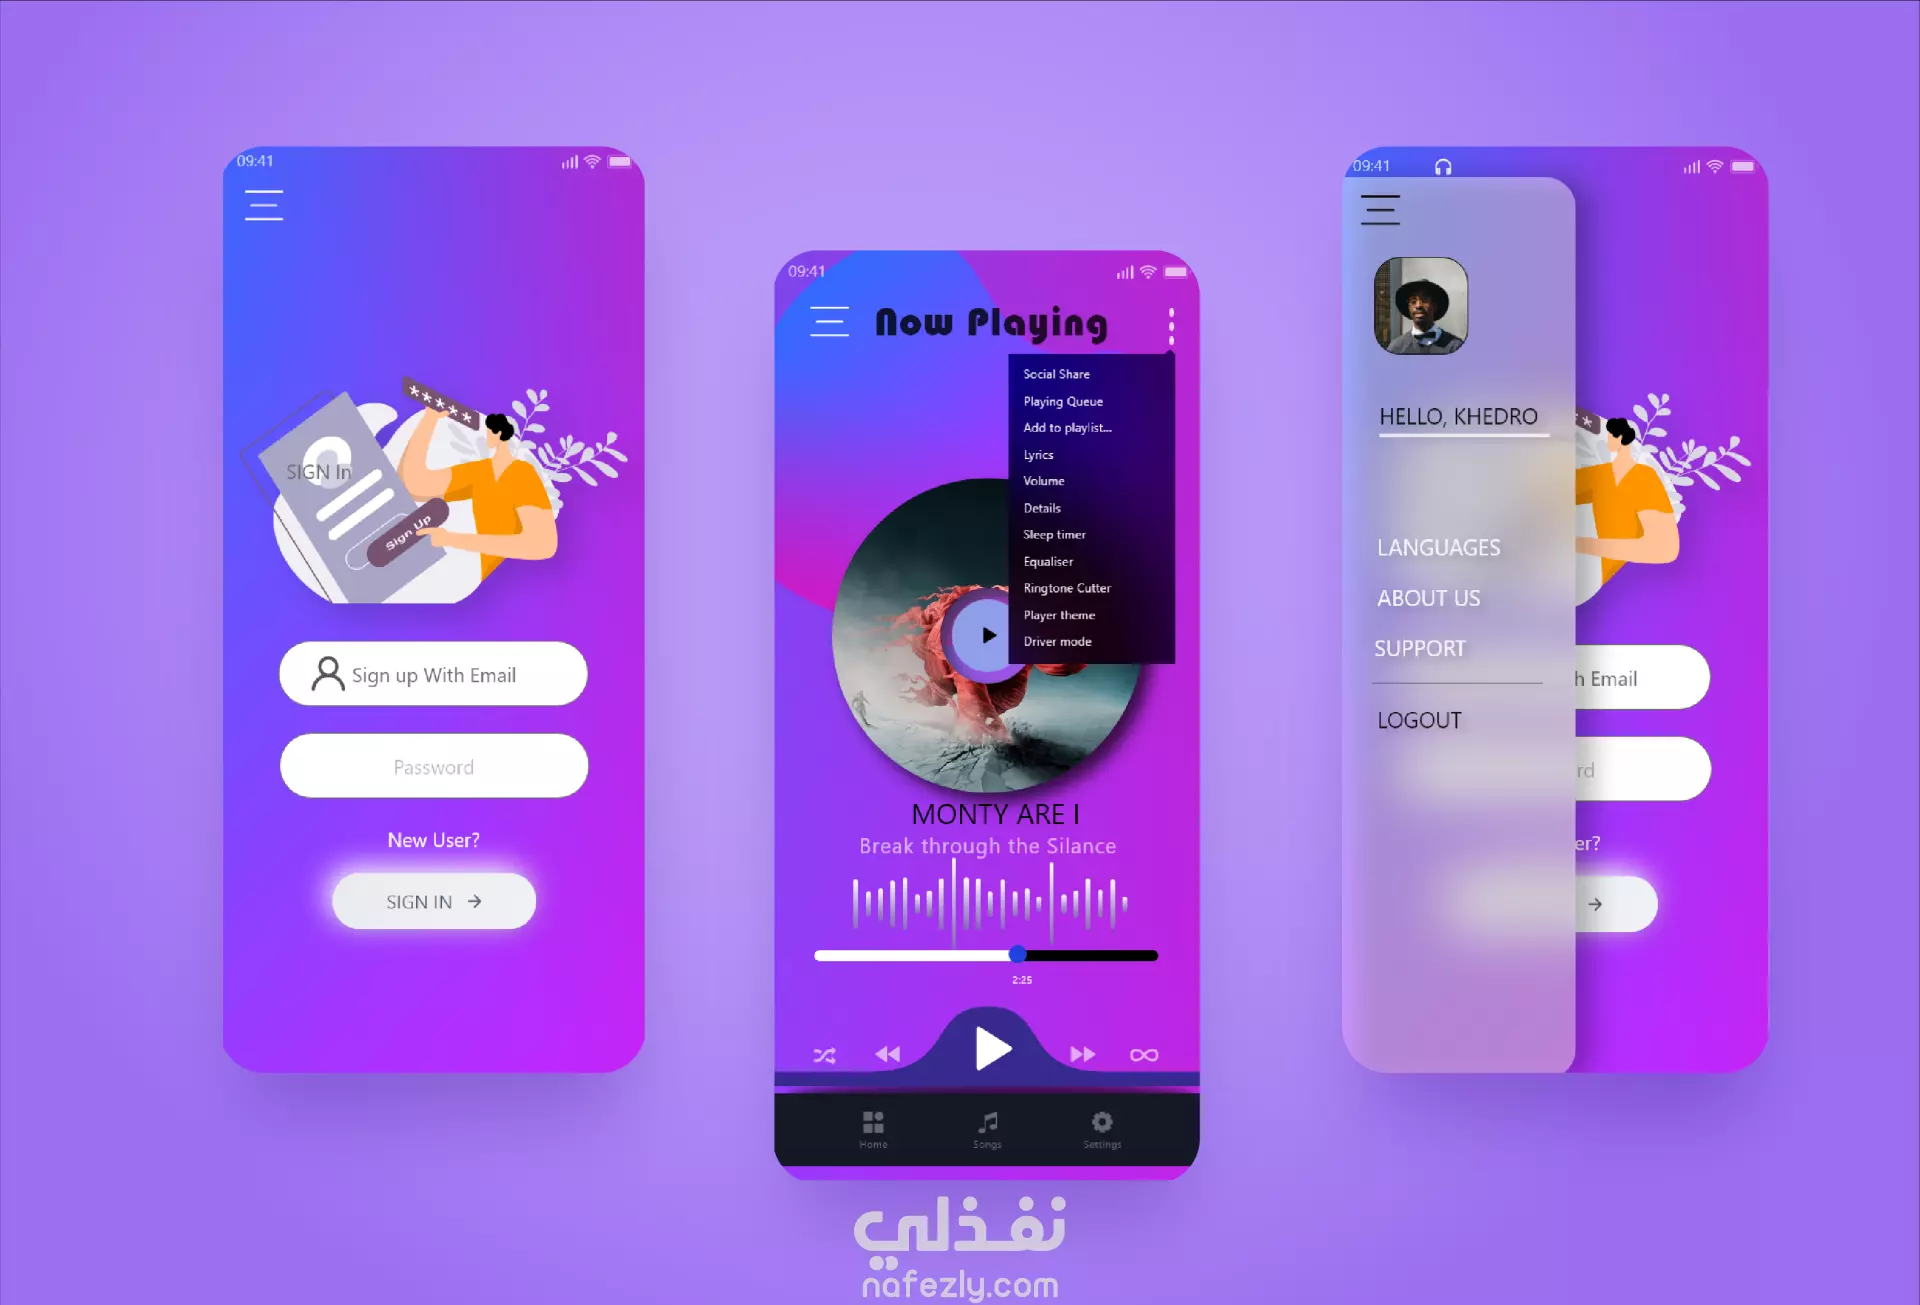 09:41
SIGN In
*****
Sign Up
Sign up With Email
Password
New User?
SIGN IN
09:41
Now Playing
Social Share
Playing Queue
Add to playlist...
Lyrics
Volume
Details
Sleep timer
Equaliser
Ringtone Cutter
Player theme
Driver mode
MONTY ARE I
Break through the Silance
2:25
Home
Songs
Settings
09:41
HELLO, KHEDRO
LANGUAGES
ABOUT US
SUPPORT
LOGOUT
h Email
rd
er?
نفذلي
nafezly.com